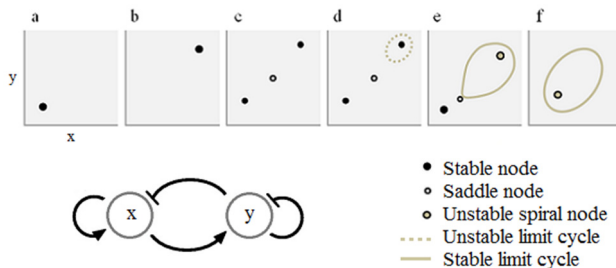 a b c d e f
y
x
x y
Stable node
Saddle node
Unstable spiral node
Unstable limit cycle
Stable limit cycle